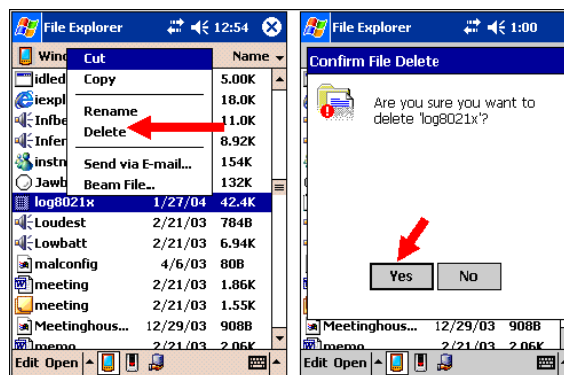 File Explorer 12:54
Wind Name
Cut
idled 5.00K
Copy
iexpl 18.0K
Rename
Infbe 11.0K
Delete
Infer 8.92K
instn 154K
Send via E-mail...
Jawb 132K
Beam File...
log8021x 1/27/04 42.4K
Loudest 2/21/03 784B
Lowbatt 2/21/03 6.94K
malconfig 4/6/03 80B
meeting 2/21/03 1.86K
meeting 2/21/03 1.55K
Meetinghous... 12/29/03 908B
memo 2/21/03 2.06K
Edit Open
File Explorer 1:00
Confirm File Delete
Are you sure you want to
delete 'log8021x'?
Yes No
Meetinghous... 12/29/03 908B
memo 2/21/03 2.06K
Edit Open